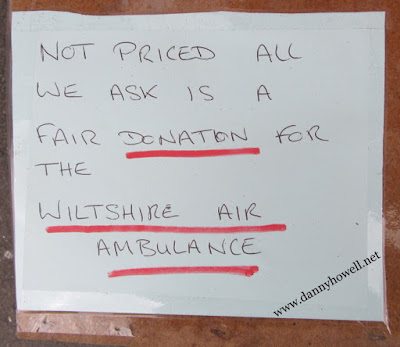 NOT PRICED ALL
WE ASK IS A
FAIR DONATION FOR
THE
WILTSHIRE AIR
AMBULANCE
www.dannyhowell.net